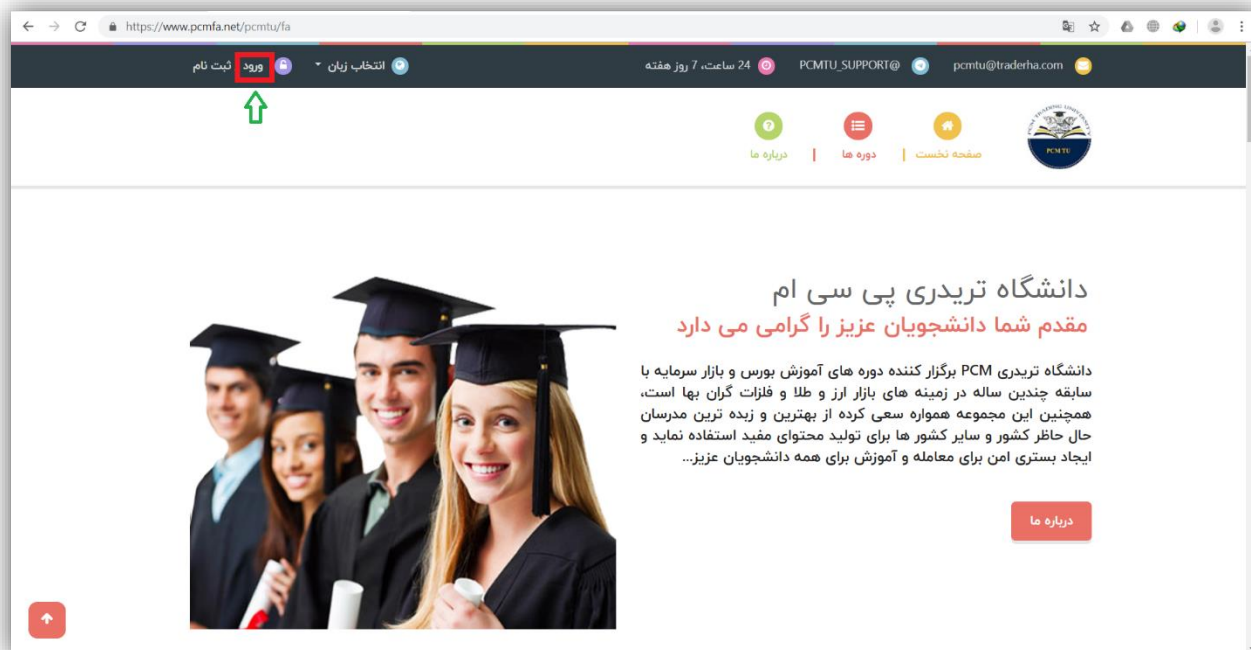 https://www.pcmfa.net/pcmtu/fa
pcmtu@traderha.com
PCMTU_SUPPORT@
24 ساعت، 7 روز هفته
انتخاب زبان
ورود
ثبت نام
PCM TRADING UNIVERSITY
PCM TU
صفحه نخست
دوره ها
درباره ما
دانشگاه تریدری پی سی ام
مقدم شما دانشجویان عزیز را گرامی می دارد
دانشگاه تریدری PCM برگزار کننده دوره های آموزش بورس و بازار سرمایه با
سابقه چندین ساله در زمینه های بازار ارز و طلا و فلزات گران بها است،
همچنین این مجموعه همواره سعی کرده از بهترین و زبده ترین مدرسان
حال حاظر کشور و سایر کشور ها برای تولید محتوای مفید استفاده نماید و
ایجاد بستری امن برای معامله و آموزش برای همه دانشجویان عزیز...
درباره ما